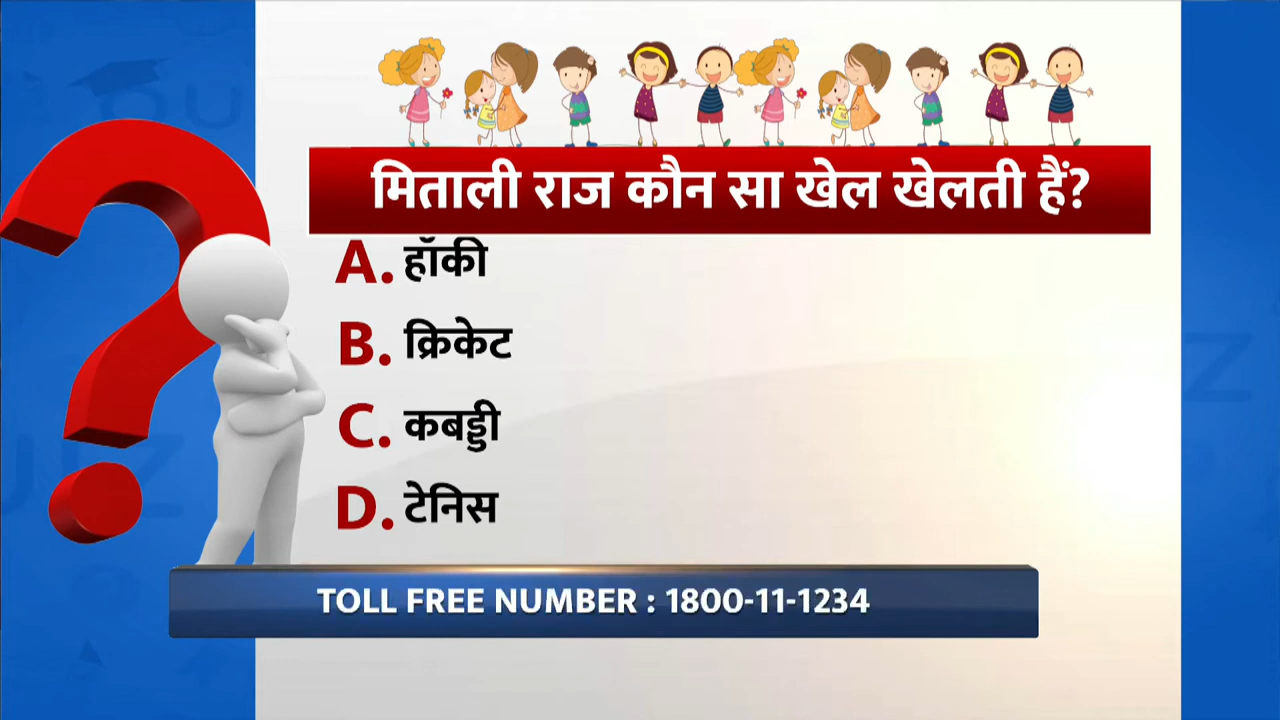 मिताली राज कौन सा खेल खेलती हैं?
A. हॉकी
B. क्रिकेट
C. कबड्डी
D. टेनिस
TOLL FREE NUMBER : 1800-11-1234